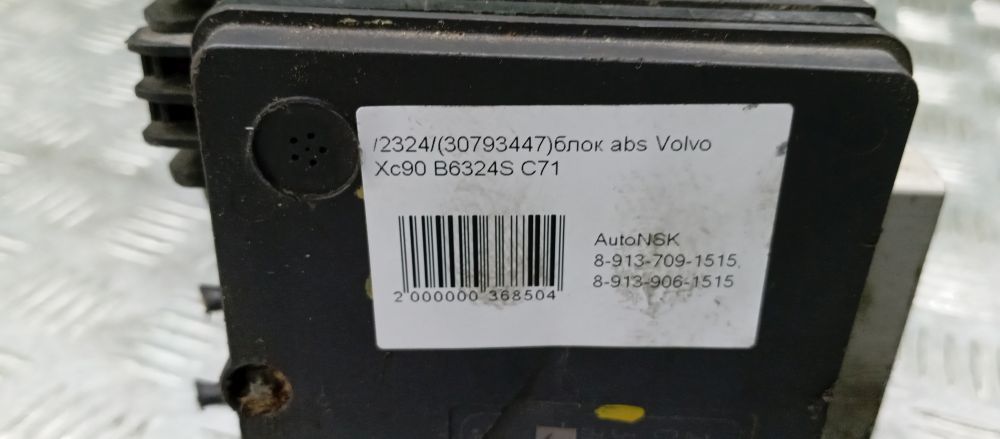 /2324/(30793447)блок abs Volvo
Xc90 B6324S C71
AutoNSK
8-913-709-1515,
8-913-906-1515
2 000000 368504